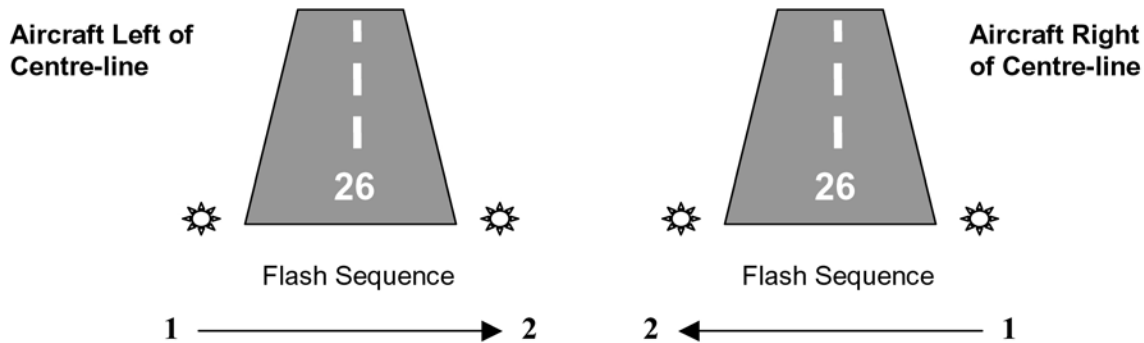 Aircraft Left of
Centre-line
26
Flash Sequence
1 2
Aircraft Right
of Centre-line
26
Flash Sequence
2 1